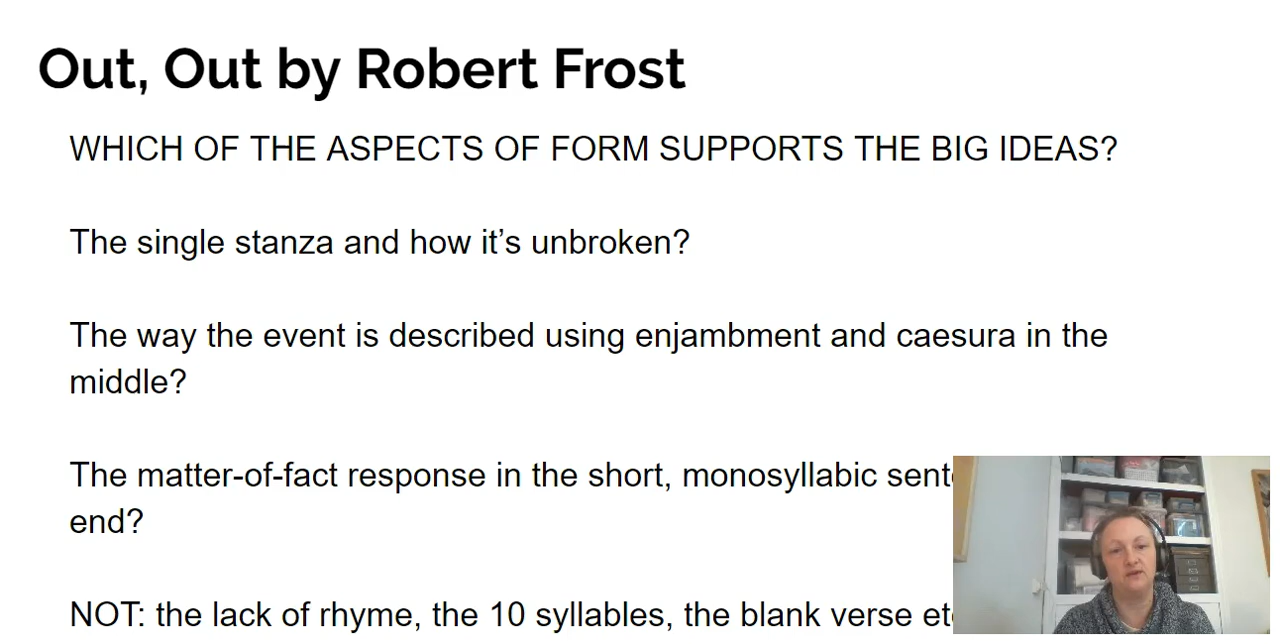 Out, Out by Robert Frost
WHICH OF THE ASPECTS OF FORM SUPPORTS THE BIG IDEAS?
The single stanza and how it’s unbroken?
The way the event is described using enjambment and caesura in the
middle?
The matter-of-fact response in the short, monosyllabic
end?
NOT: the lack of rhyme, the 10 syllables, the blank verse